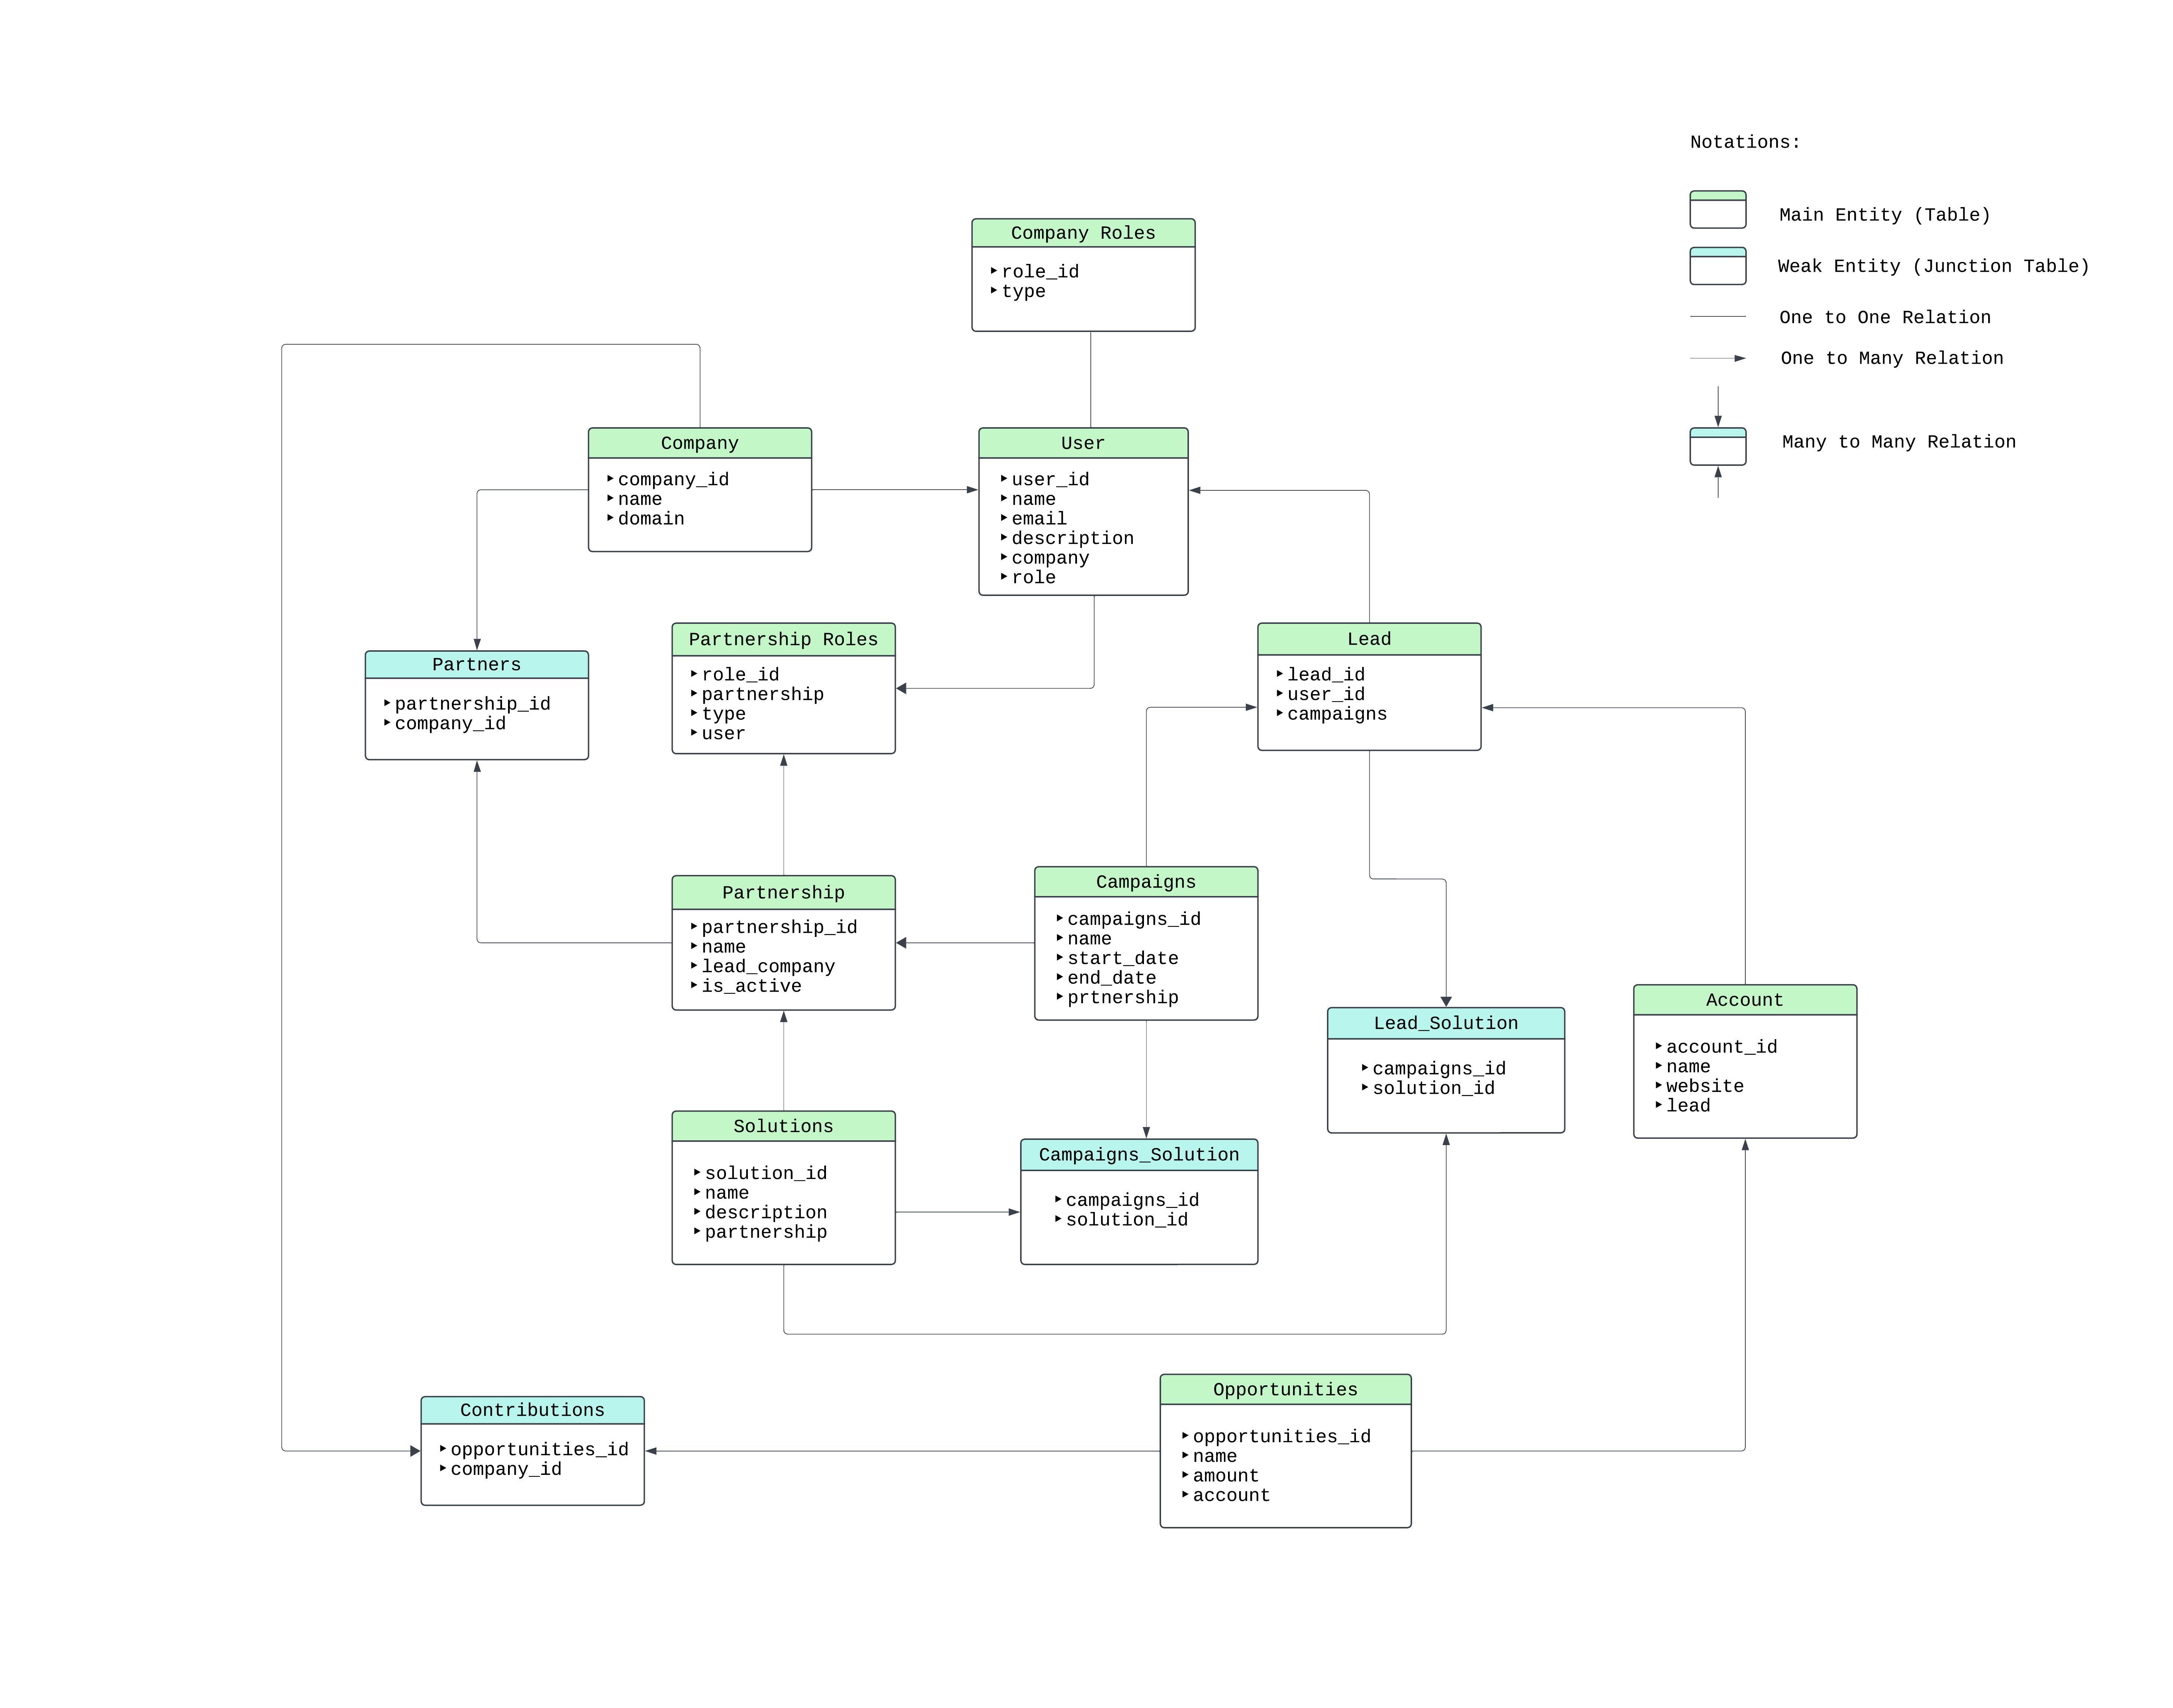 Notations:
Main Entity (Table)
Weak Entity (Junction Table)
One to One Relation
One to Many Relation
Many to Many Relation
Company Roles
role_id
type
Company
company_id
name
domain
User
user_id
name
email
description
company
role
Partners
partnership_id
company_id
Partnership Roles
role_id
partnership
type
user
Lead
lead_id
user_id
campaigns
Partnership
partnership_id
name
lead_company
is_active
Campaigns
campaigns_id
name
start_date
end_date
prtnership
Lead_Solution
campaigns_id
solution_id
Account
account_id
name
website
lead
Solutions
solution_id
name
description
partnership
Campaigns_Solution
campaigns_id
solution_id
Contributions
opportunities_id
company_id
Opportunities
opportunities_id
name
amount
account